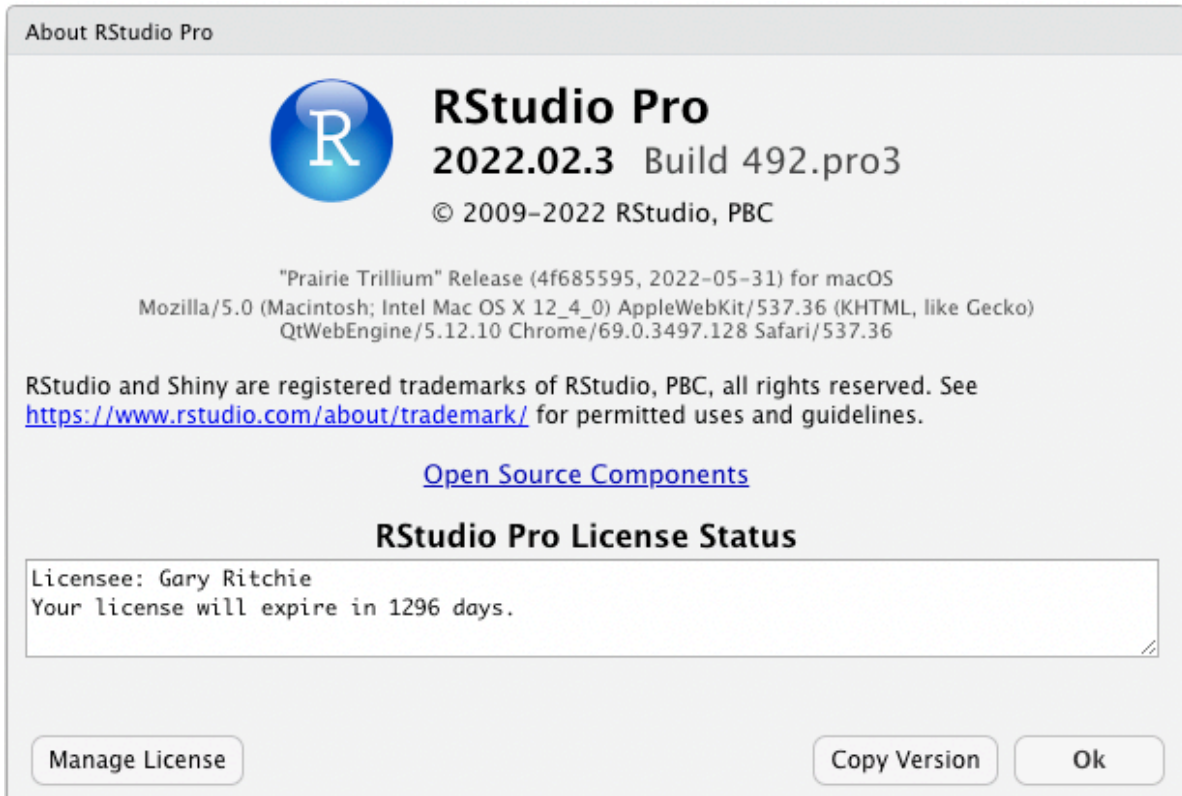 About RStudio Pro
R
RStudio Pro
2022.02.3 Build 492.pro3
© 2009-2022 RStudio, PBC
"Prairie Trillium" Release (4f685595, 2022-05-31) for macOS
Mozilla/5.0 (Macintosh; Intel Mac OS X 12_4_0) AppleWebKit/537.36 (KHTML, like Gecko)
QtWebEngine/5.12.10 Chrome/69.0.3497.128 Safari/537.36
RStudio and Shiny are registered trademarks of RStudio, PBC, all rights reserved. See
https://www.rstudio.com/about/trademark/ for permitted uses and guidelines.
Open Source Components
RStudio Pro License Status
Licensee: Gary Ritchie
Your license will expire in 1296 days.
Manage License
Copy Version
Ok